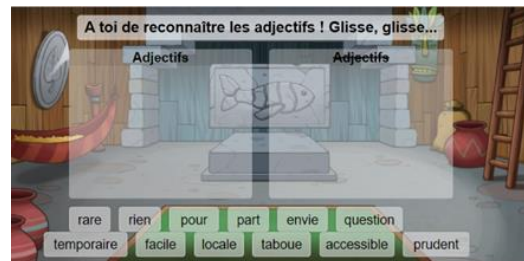 A toi de reconnaître les adjectifs ! Glisse, glisse...
Adjectifs Adjectifs
rare rien pour part envie question
temporaire facile locale taboue accessible prudent